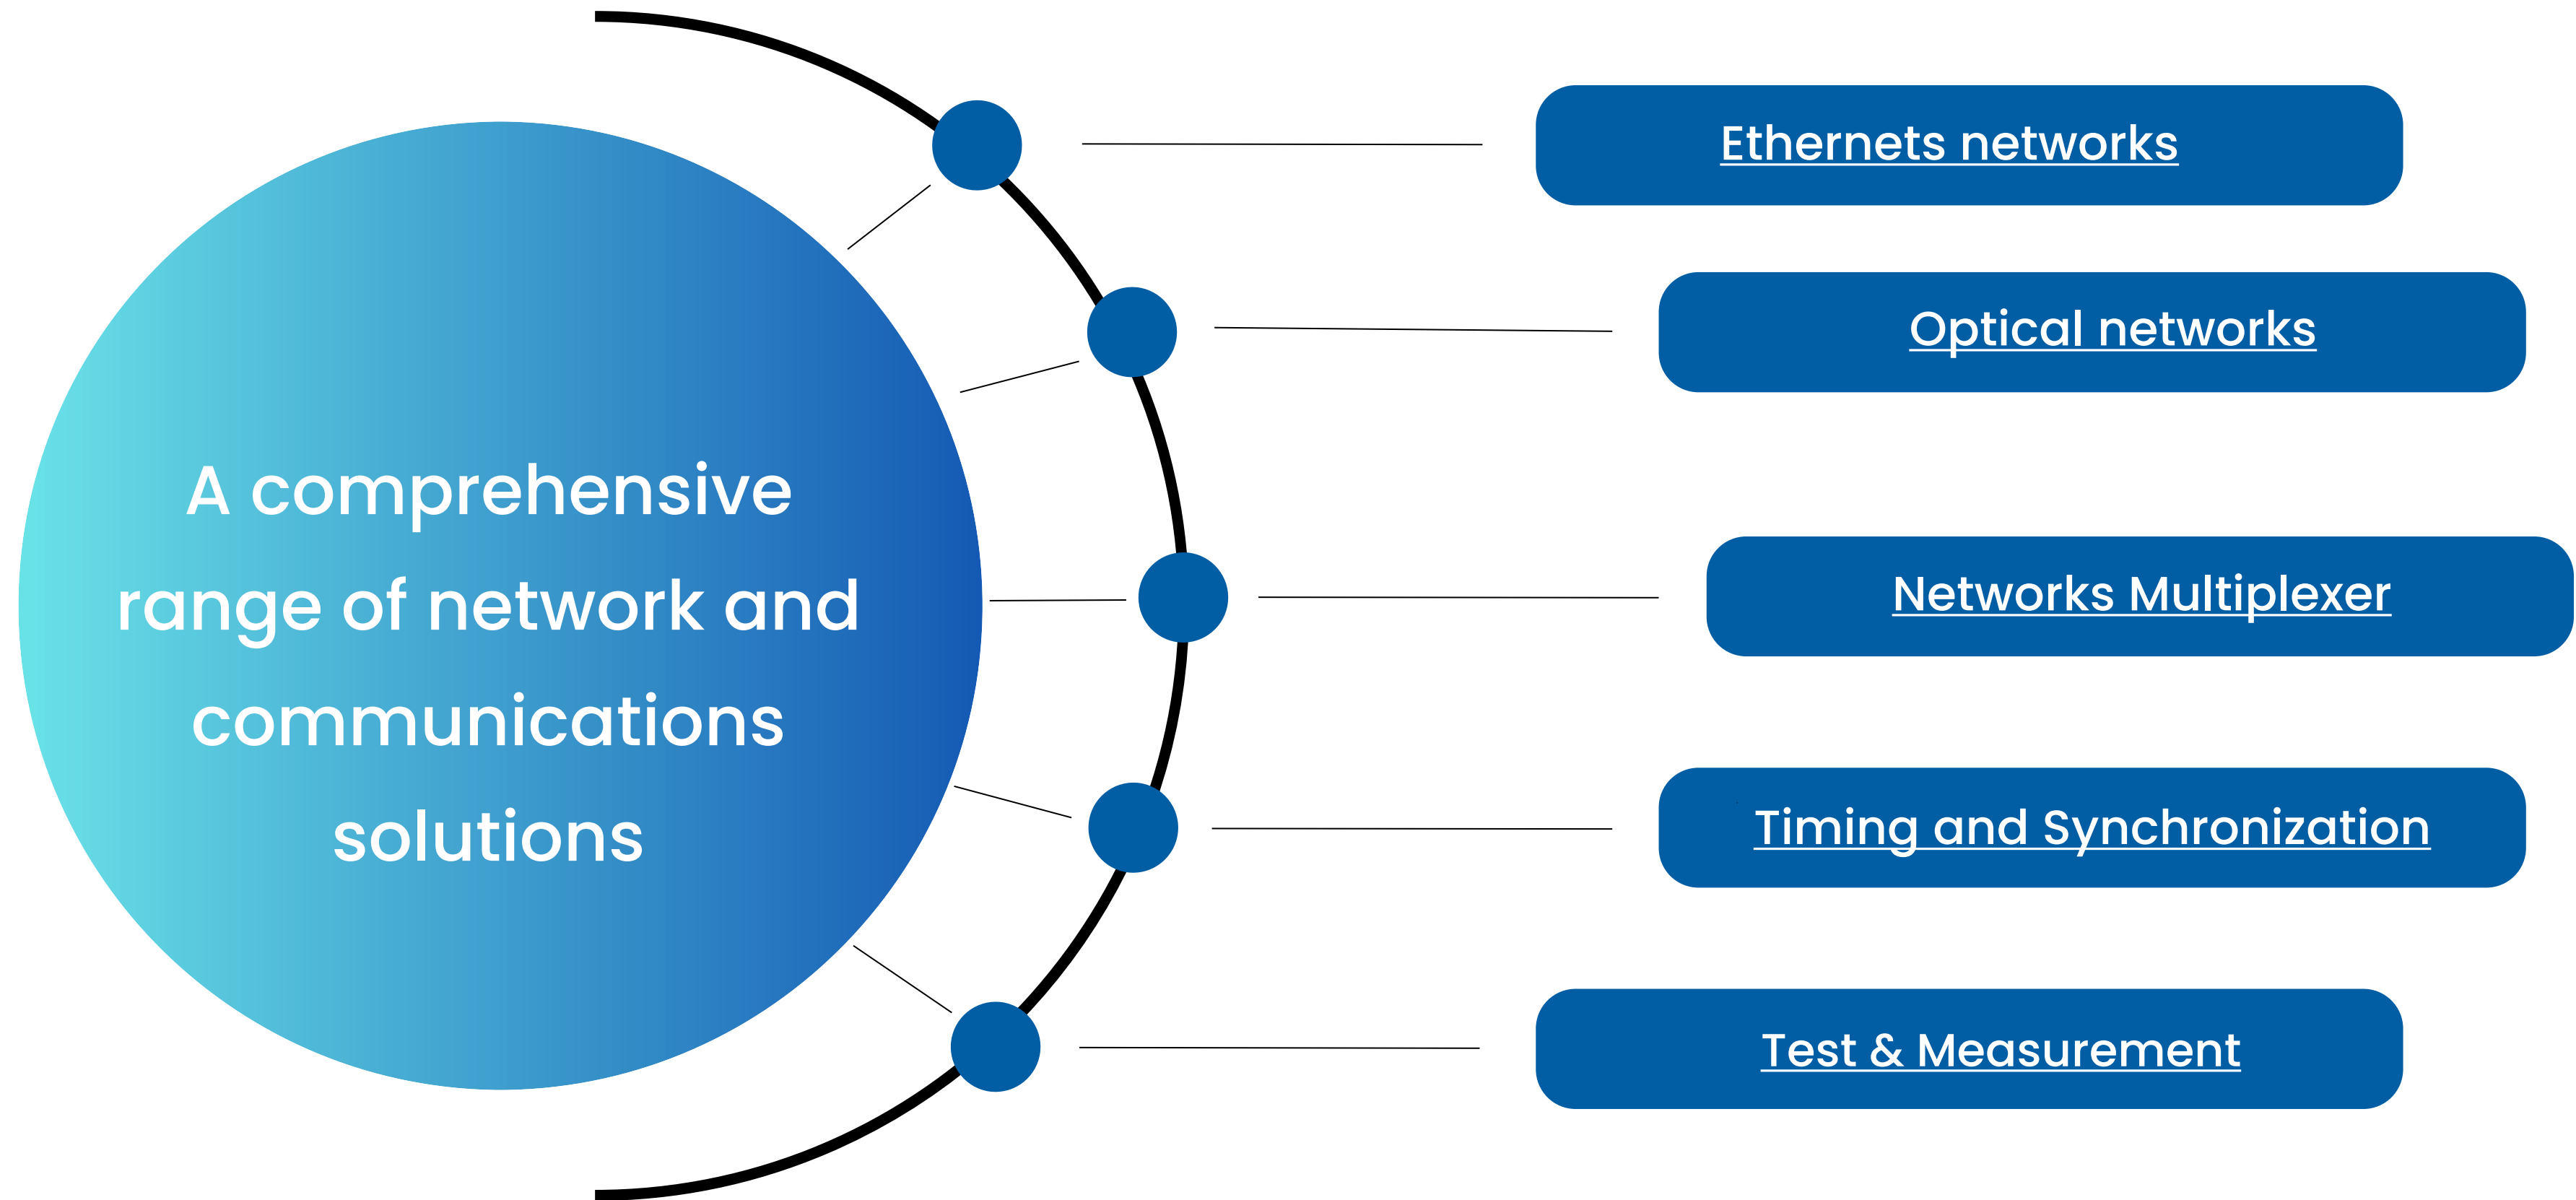 A comprehensive
range of network and
communications
solutions
Ethernets networks
Optical networks
Networks Multiplexer
Timing and Synchronization
Test & Measurement